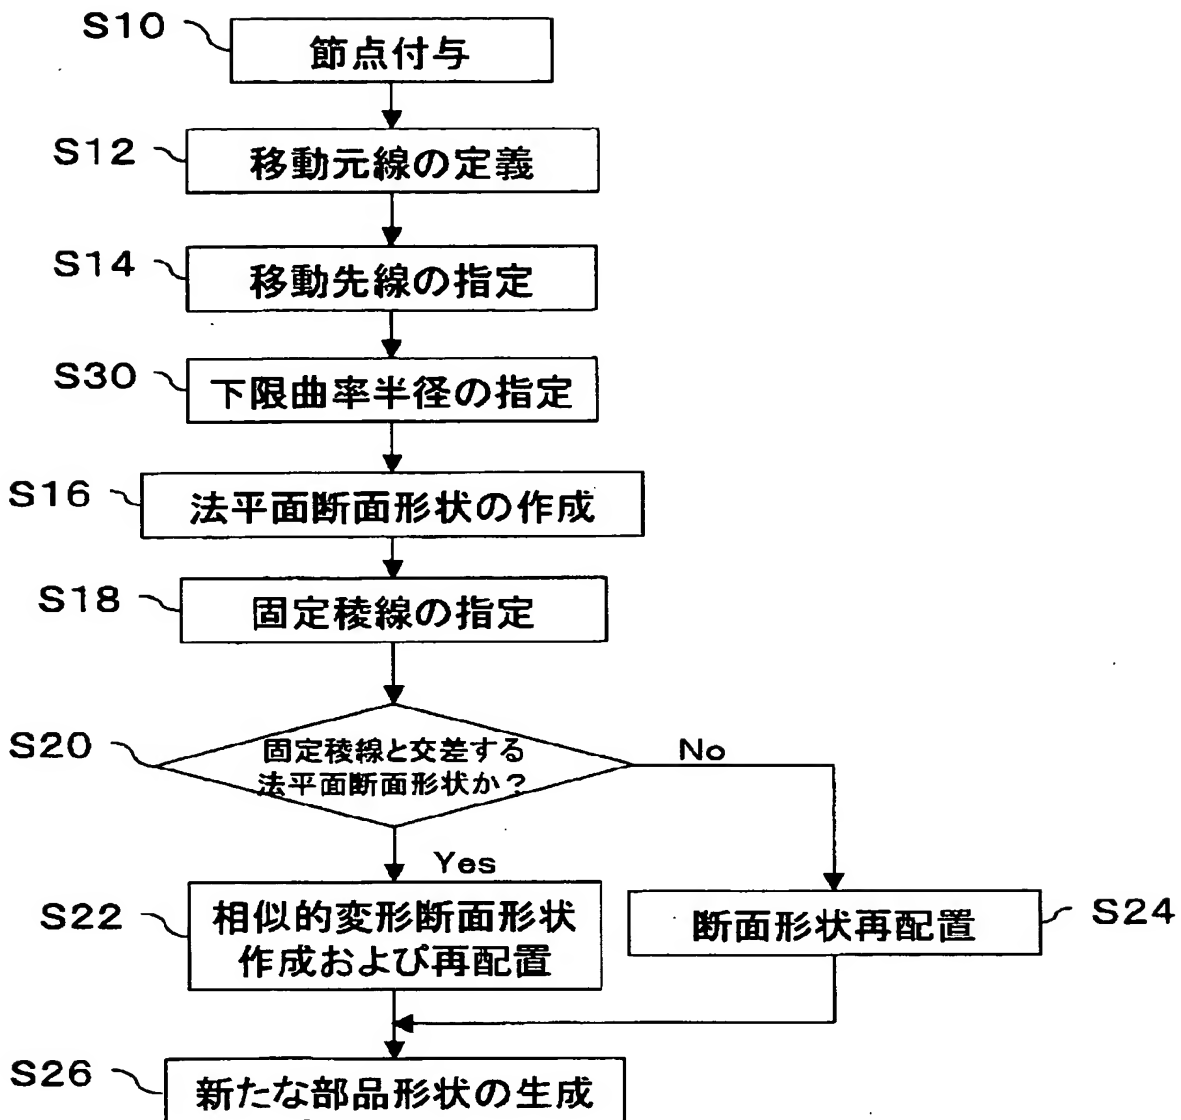 S10
節点付与
S12
移動元線の定義
S14
移動先線の指定
S30
下限曲率半径の指定
S16
法平面断面形状の作成
S18
固定稜線の指定
S20
固定稜線と交差する
法平面断面形状か？
No
Yes
S22
相似的変形断面形状
作成および再配置
断面形状再配置
S24
S26
新たな部品形状の生成